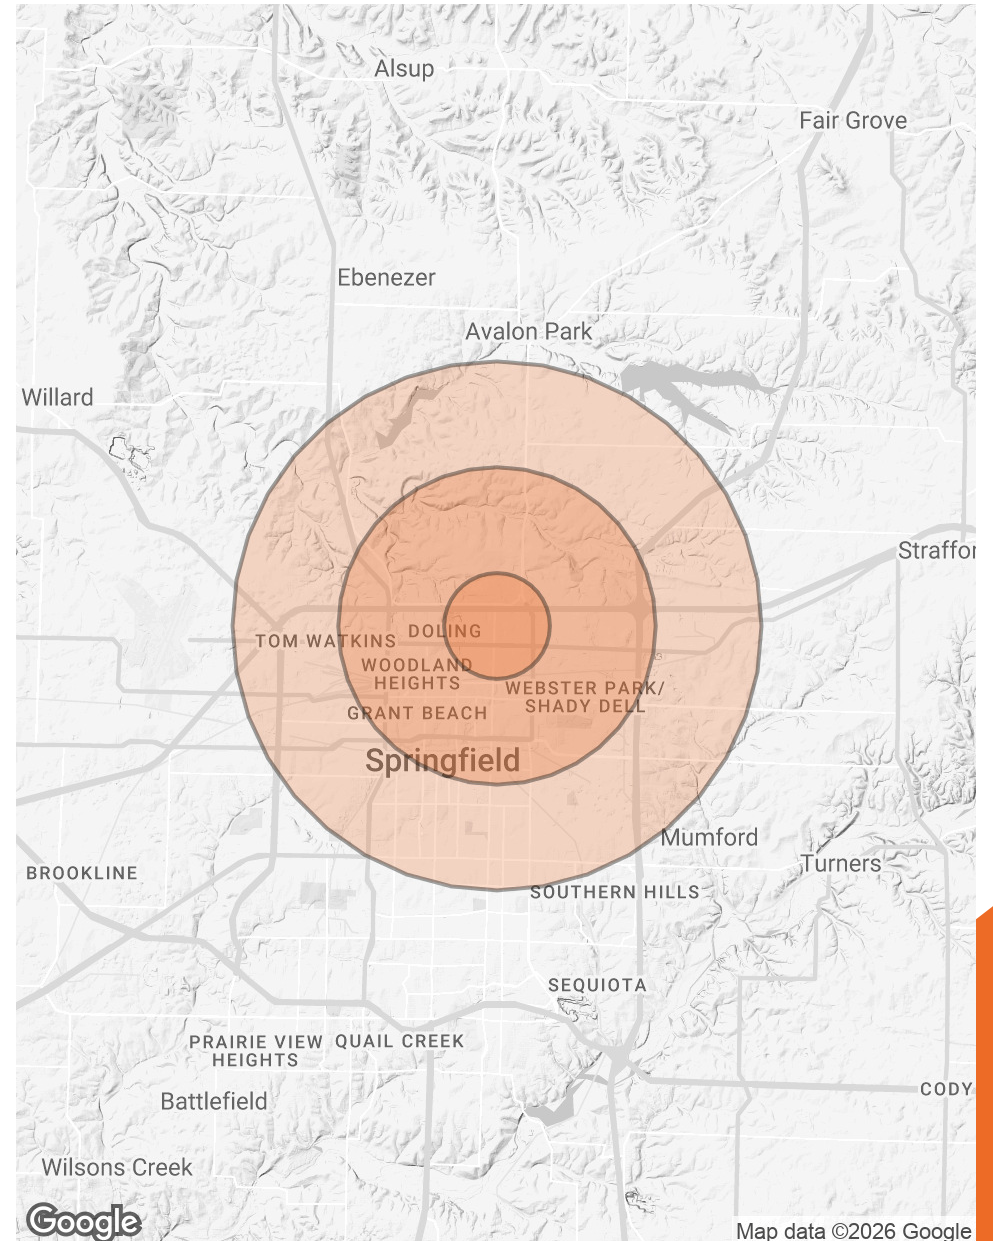 Alsup
Fair Grove
Ebenezer
Avalon Park
Willard
Straffor
TOM WATKINS
DOLING
WOODLAND
HEIGHTS
WEBSTER PARK/
SHADY DELL
GRANT BEACH
Springfield
Mumford
Turners
BROOKLINE
SOUTHERN HILLS
SEQUIOTA
PRAIRIE VIEW
HEIGHTS
QUAIL CREEK
CODY
Battlefield
Wilsons Creek
Google
Map data ©2026 Google